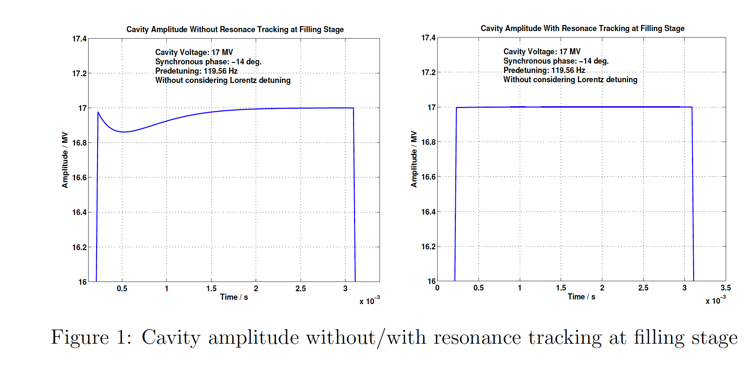 Cavity Amplitude Without Resonace Tracking at Filling Stage
17.4
17.2
17
16.8
16.6
16.4
16.2
16
Amplitude / MV
Cavity Voltage: 17 MV
Synchronous phase: −14 deg.
Predetuning: 119.56 Hz
Without considering Lorentz detuning
0.5
1
1.5
2
2.5
3
Time / s
x 10⁻³
Cavity Amplitude With Resonace Tracking at Filling Stage
17.4
17.2
17
16.8
16.6
16.4
16.2
16
Amplitude / MV
Cavity Voltage: 17 MV
Synchronous phase: −14 deg.
Predetuning: 119.56 Hz
Without considering Lorentz detuning
0
0.5
1
1.5
2
2.5
3
3.5
Time / s
x 10⁻³
Figure 1: Cavity amplitude without/with resonance tracking at filling stage